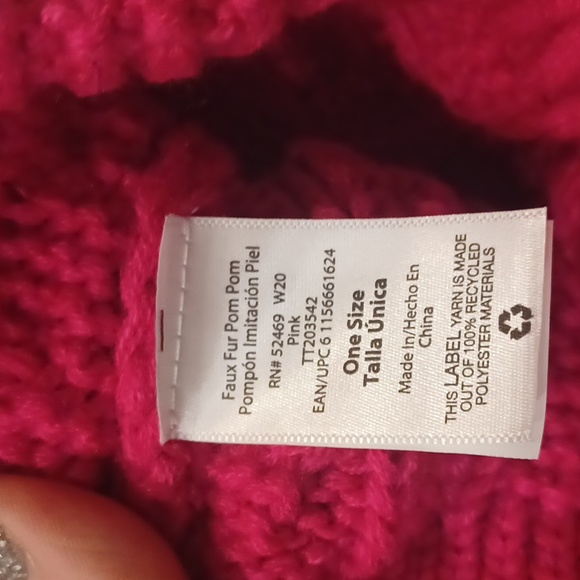 Faux Fur Pom Pom
Pompón Imitación Piel
RN# 52469 W20
Pink
TT203542
EAN/UPC 6 1156661624
One Size
Talla Única
Made In/Hecho En
China
THIS LABEL YARN IS MADE
OUT OF 100% RECYCLED
POLYESTER MATERIALS